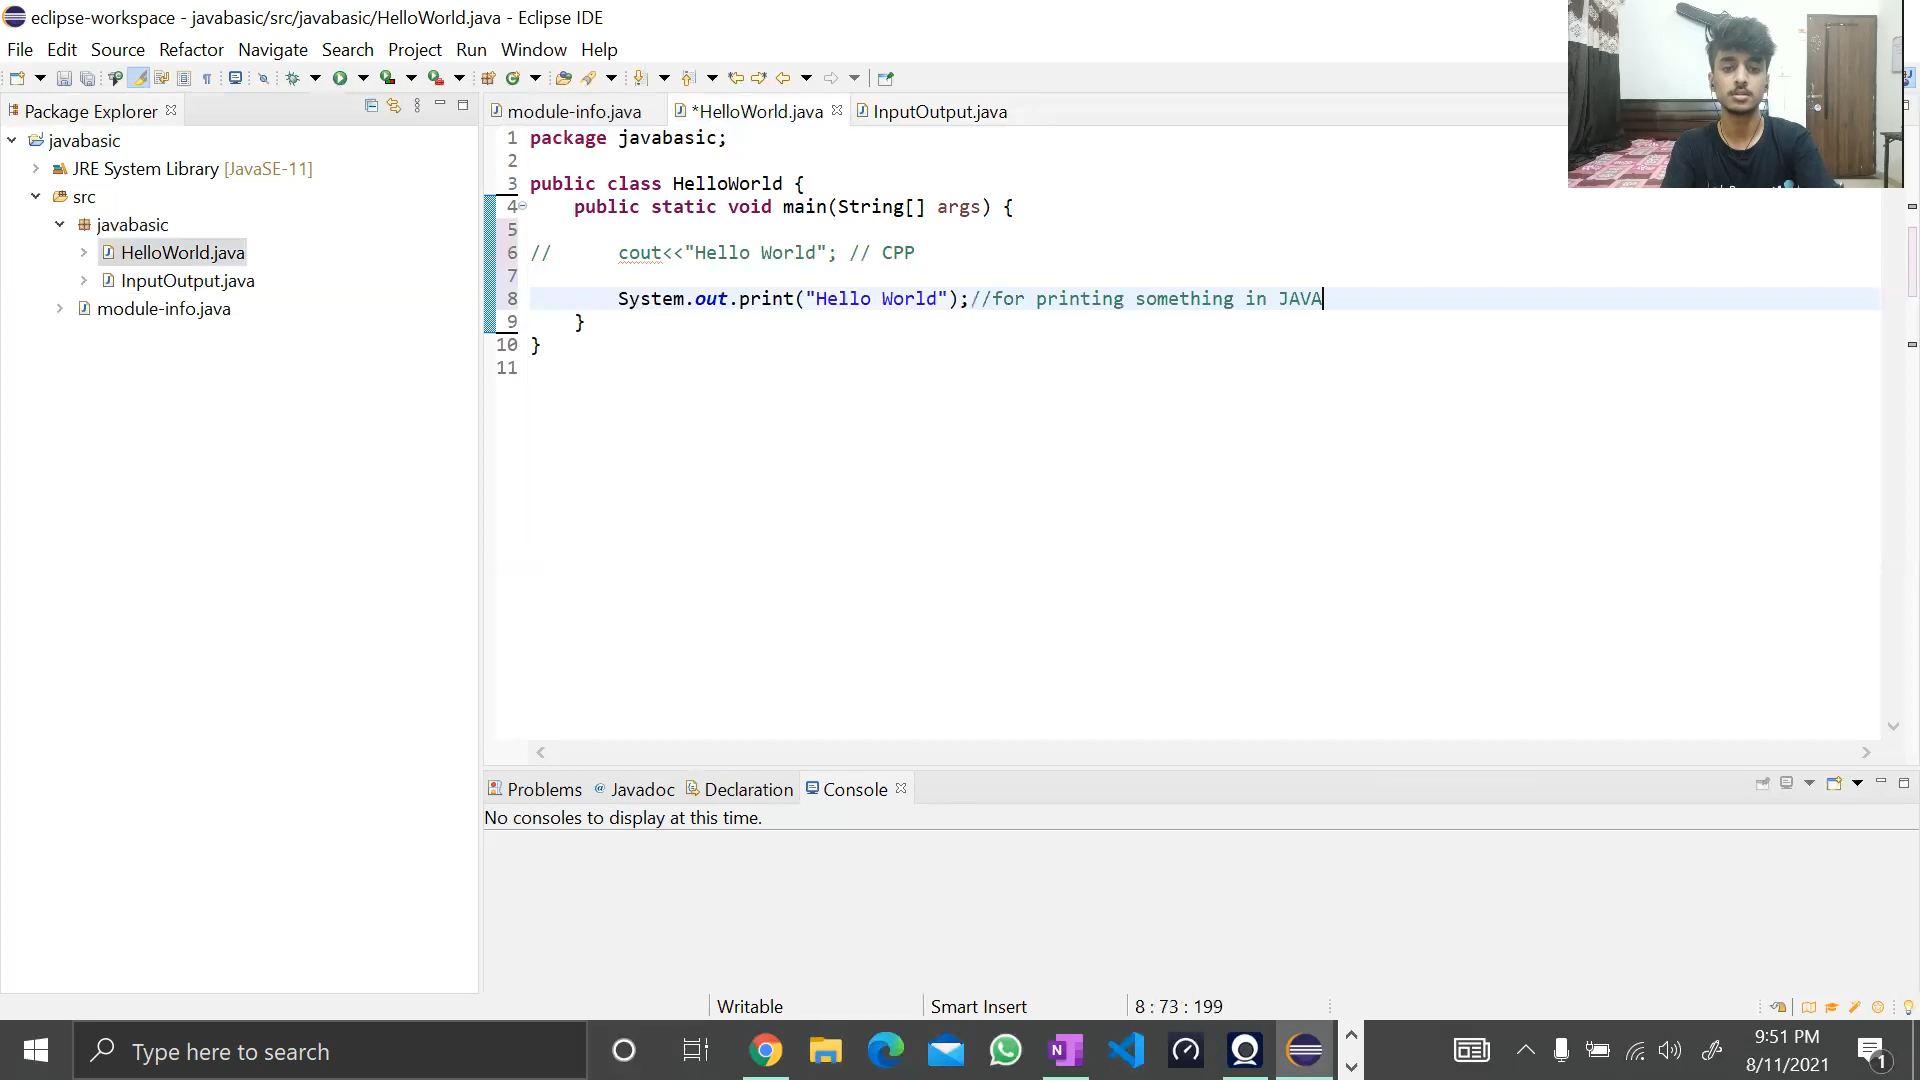 eclipse-workspace - javabasic/src/javabasic/HelloWorld.java - Eclipse IDE
File Edit Source Refactor Navigate Search Project Run Window Help
Package Explorer
module-info.java
*HelloWorld.java
InputOutput.java
javabasic
JRE System Library [JavaSE-11]
src
javabasic
HelloWorld.java
InputOutput.java
module-info.java
1 package javabasic;
2
3 public class HelloWorld {
4 public static void main(String[] args) {
5
6 // cout<<"Hello World"; // CPP
7
8 System.out.print("Hello World");//for printing something in JAVA
9 }
10 }
11
Problems @ Javadoc Declaration Console
No consoles to display at this time.
Writable Smart Insert 8 : 73 : 199
Type here to search
9:51 PM
8/11/2021
1